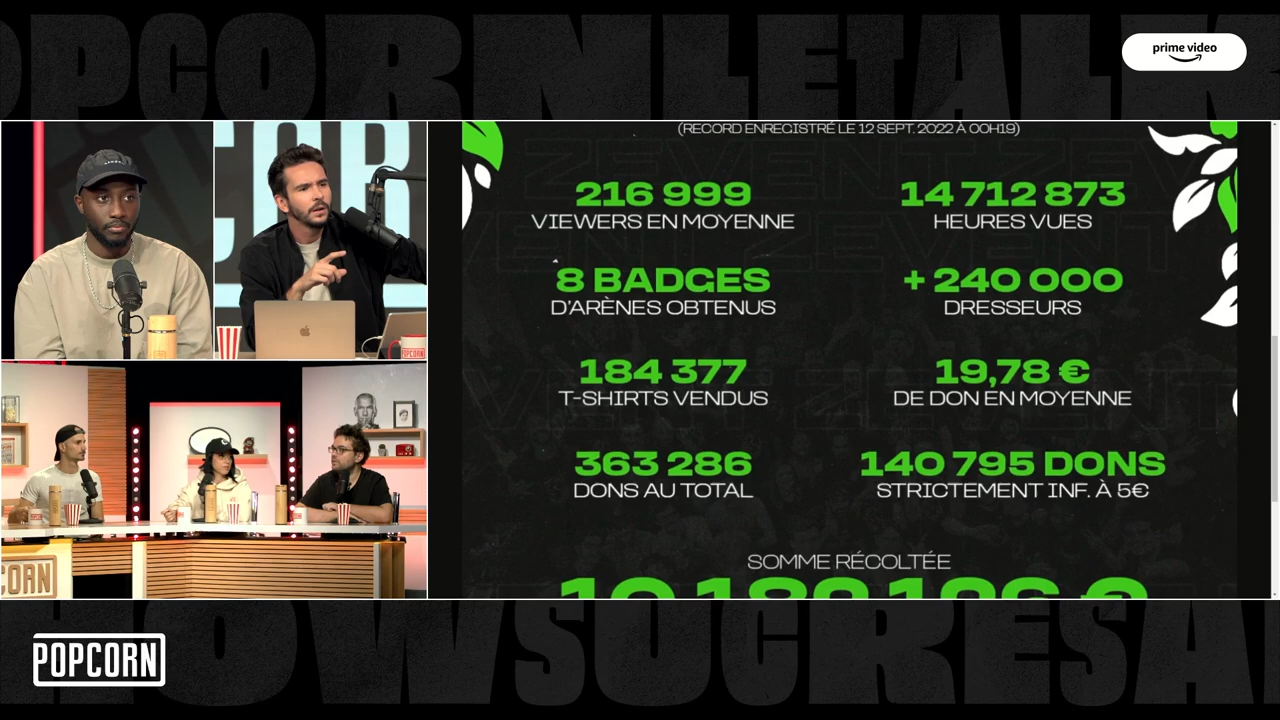 prime video
(RECORD ENREGISTRÉ LE 12 SEPT. 2022 À 00H19)
216 999
VIEWERS EN MOYENNE
14 712 873
HEURES VUES
8 BADGES
D'ARÈNES OBTENUS
+ 240 000
DRESSEURS
184 377
T-SHIRTS VENDUS
19,78 €
DE DON EN MOYENNE
363 286
DONS AU TOTAL
140 795 DONS
STRICTEMENT INF. À 5€
SOMME RÉCOLTÉE
POPCORN